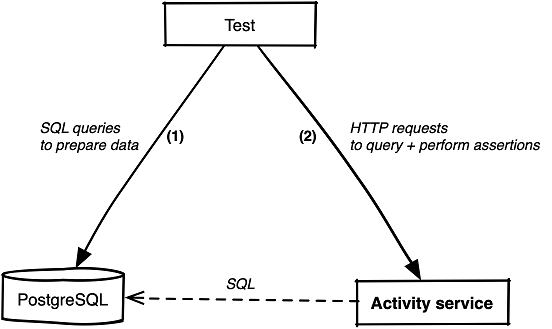 Test
SQL queries
to prepare data
(1)
(2)
HTTP requests
to query + perform assertions
SQL
PostgreSQL
Activity service